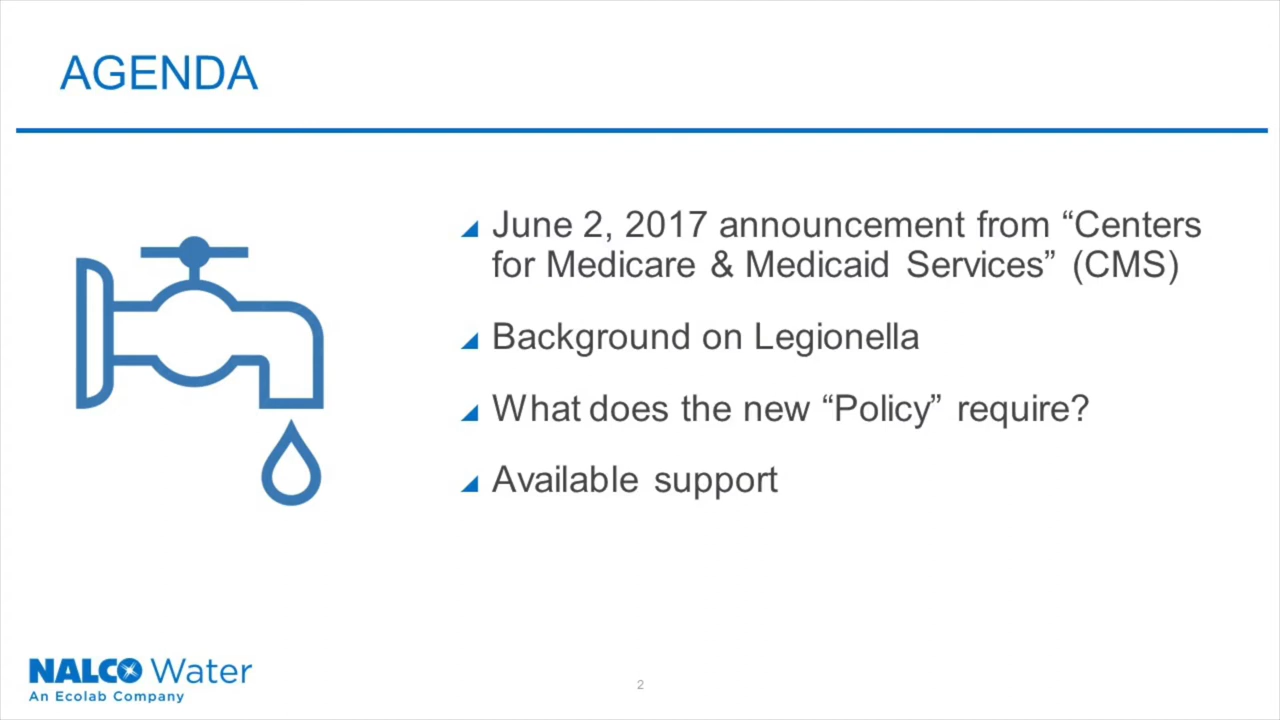 AGENDA
June 2, 2017 announcement from “Centers
for Medicare & Medicaid Services” (CMS)
Background on Legionella
What does the new “Policy” require?
Available support
NALCO Water
An Ecolab Company
2